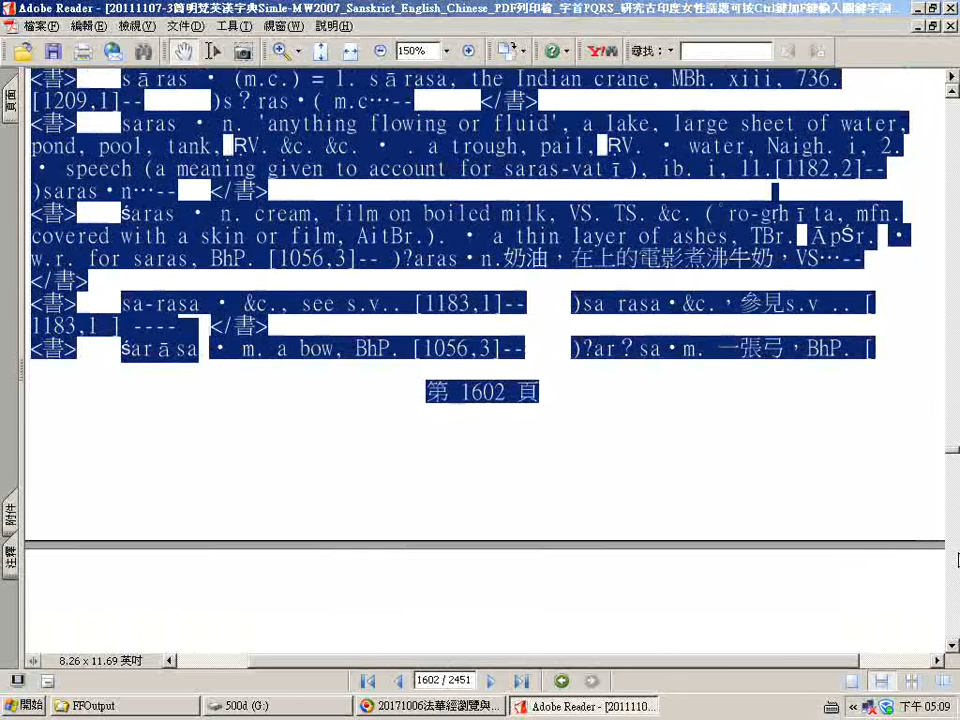 Adobe Reader - [20111107-3簡明梵英漢字典Simle-MW2007_Sanskrict_English_Chinese_PDF列印檔_字首PQRS_研究古印度女性議題可按Ctrl鍵加F鍵輸入關鍵字詞...
檔案(F) 編輯(E) 檢視(V) 文件(D) 工具(T) 視窗(W) 說明(H)
150% 尋找：
頁面
<書> sāras • (m.c.) = 1. sārasa, the Indian crane, MBh. xiii, 736.
[1209,1]-- )s？ras•( m.c…-- </書>
<書> saras • n. 'anything flowing or fluid', a lake, large sheet of water,
pond, pool, tank, ṚV. &c. &c. • . a trough, pail, ṚV. • water, Naigh. i, 2.
• speech (a meaning given to account for saras-vatī), ib. i, 11.[1182,2]--
)saras•n…-- </書>
<書> śaras • n. cream, film on boiled milk, VS. TS. &c. (˚ro-gṛhīta, mfn.
covered with a skin or film, AitBr.). • a thin layer of ashes, TBr. ĀpŚr. •
w.r. for saras, BhP. [1056,3]-- )?aras•n.奶油，在上的電影煮沸牛奶，VS…--
</書>
<書> sa-rasa • &c., see s.v.. [1183,1]-- )sa rasa•&c.，參見s.v .. [
1183,1 ] ---- </書>
<書> śarāsa • m. a bow, BhP. [1056,3]-- )?ar？sa•m. 一張弓，BhP. [
第 1602 頁
附件
注釋
8.26 x 11.69 英吋
1602 / 2451
開始 FFOutput 500d (G:) 20171006法華經瀏覽與... Adobe Reader - [2011110... 下午 05:09